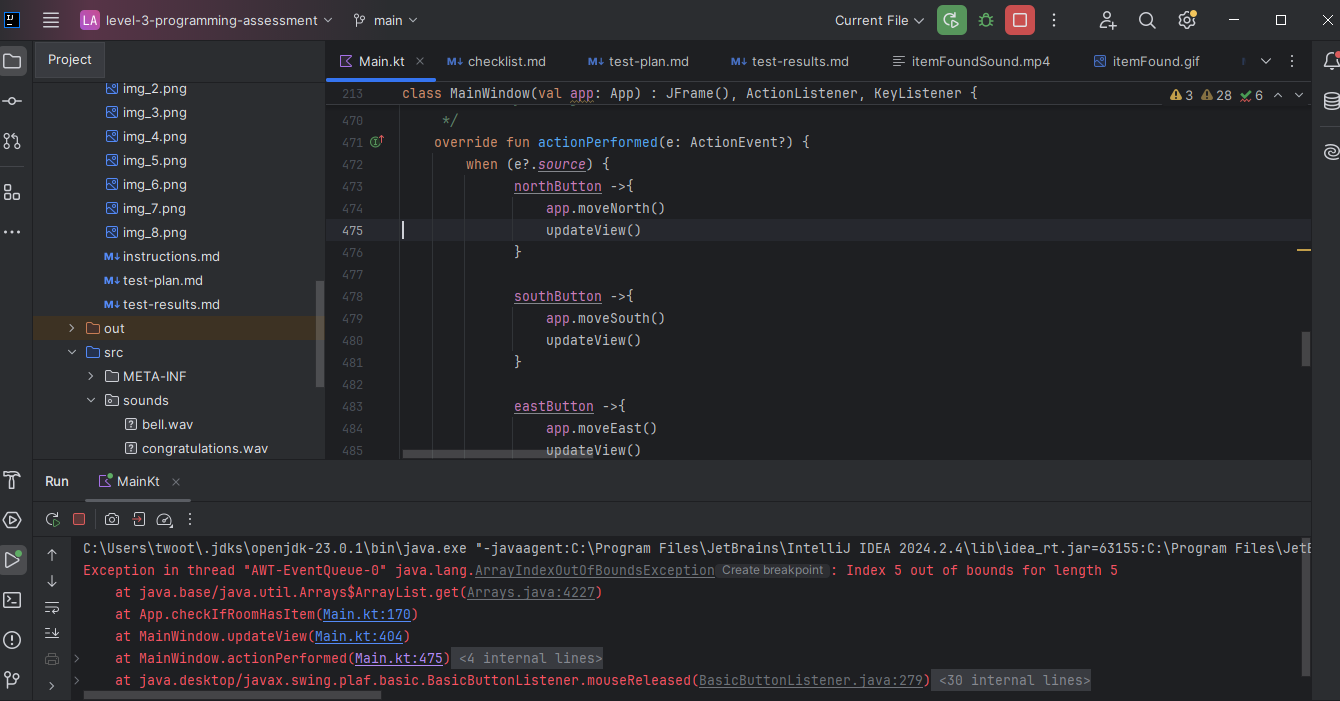 LA level-3-programming-assessment main Current File
Project
Main.kt checklist.md test-plan.md test-results.md itemFoundSound.mp4 itemFound.gif
img_2.png
img_3.png
img_4.png
img_5.png
img_6.png
img_7.png
img_8.png
M↓ instructions.md
M↓ test-plan.md
M↓ test-results.md
out
src
META-INF
sounds
bell.wav
congratulations.wav
213 class MainWindow(val app: App) : JFrame(), ActionListener, KeyListener {
3 28 6
470 */
471 override fun actionPerformed(e: ActionEvent?) {
472 when (e?.source) {
473 northButton ->{
474 app.moveNorth()
475 updateView()
476 }
477
478 southButton ->{
479 app.moveSouth()
480 updateView()
481 }
482
483 eastButton ->{
484 app.moveEast()
485 updateView()
Run MainKt
C:\Users\twoot\.jdks\openjdk-23.0.1\bin\java.exe "-javaagent:C:\Program Files\JetBrains\IntelliJ IDEA 2024.2.4\lib\idea_rt.jar=63155:C:\Program Files\JetB
Exception in thread "AWT-EventQueue-0" java.lang.ArrayIndexOutOfBoundsException Create breakpoint : Index 5 out of bounds for length 5
at java.base/java.util.Arrays$ArrayList.get(Arrays.java:4227)
at App.checkIfRoomHasItem(Main.kt:170)
at MainWindow.updateView(Main.kt:404)
at MainWindow.actionPerformed(Main.kt:475) <4 internal lines>
at java.desktop/javax.swing.plaf.basic.BasicButtonListener.mouseReleased(BasicButtonListener.java:279) <30 internal lines>